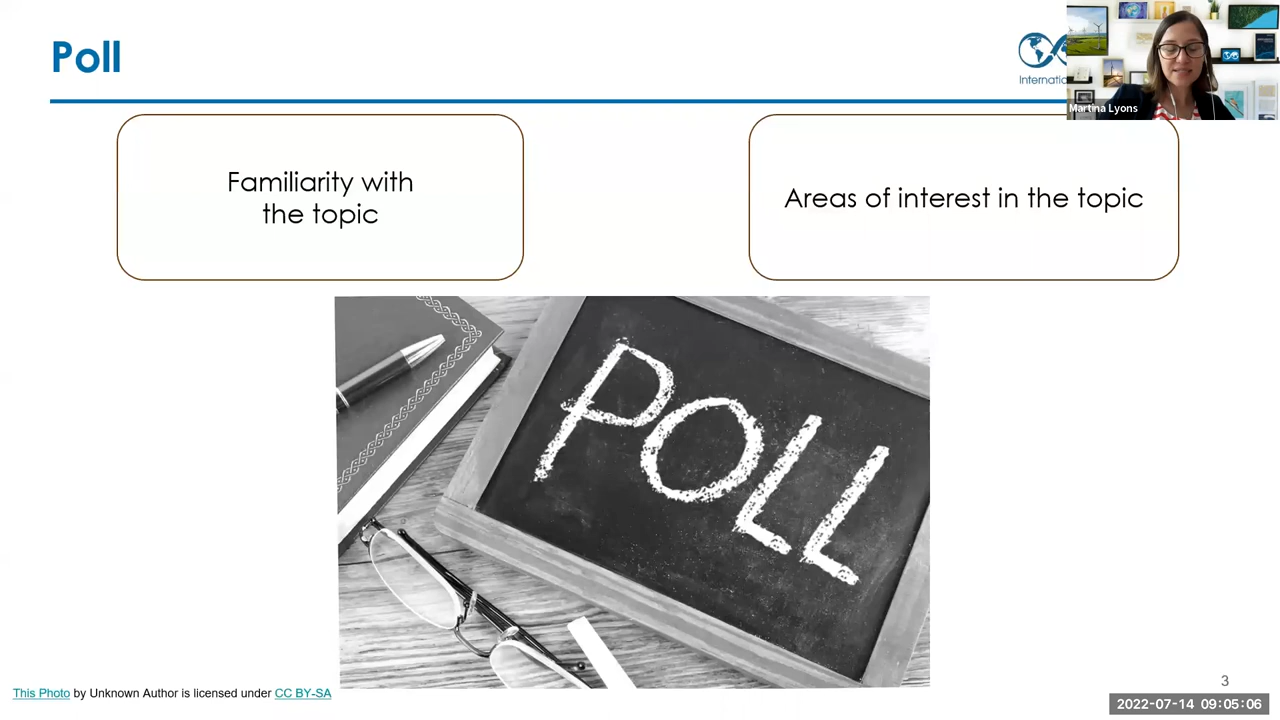 Poll
Internatio
Martina Lyons
Familiarity with
the topic
Areas of interest in the topic
POLL
This Photo by Unknown Author is licensed under CC BY-SA
3
2022-07-14 09:05:06